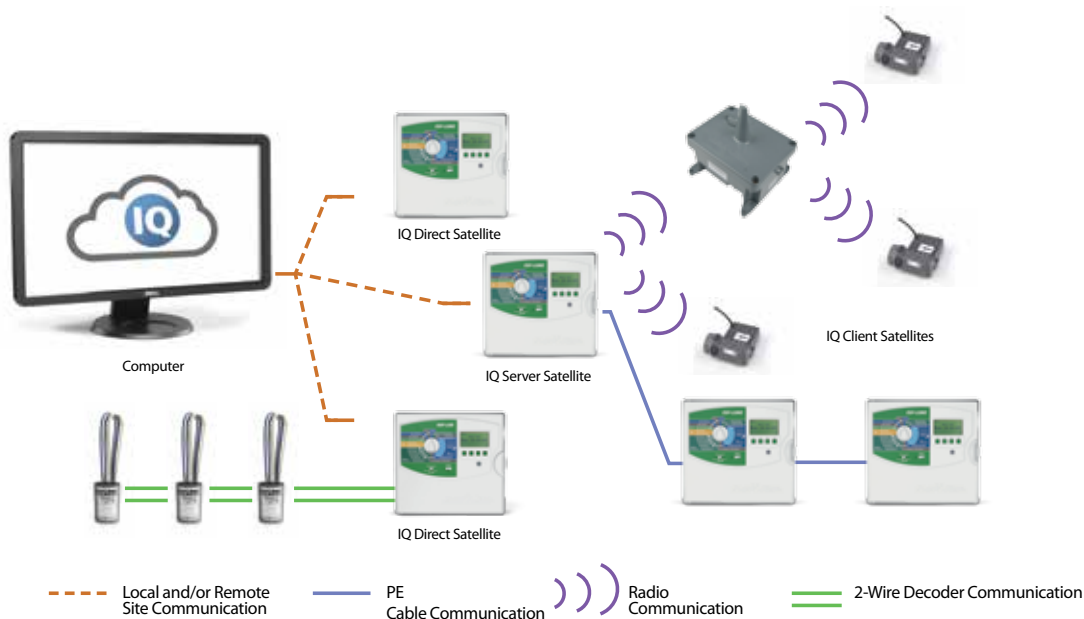 IQ
IQ Direct Satellite
IQ Server Satellite
IQ Client Satellites
Computer
IQ Direct Satellite
Local and/or Remote
Site Communication
PE
Cable Communication
Radio
Communication
2-Wire Decoder Communication